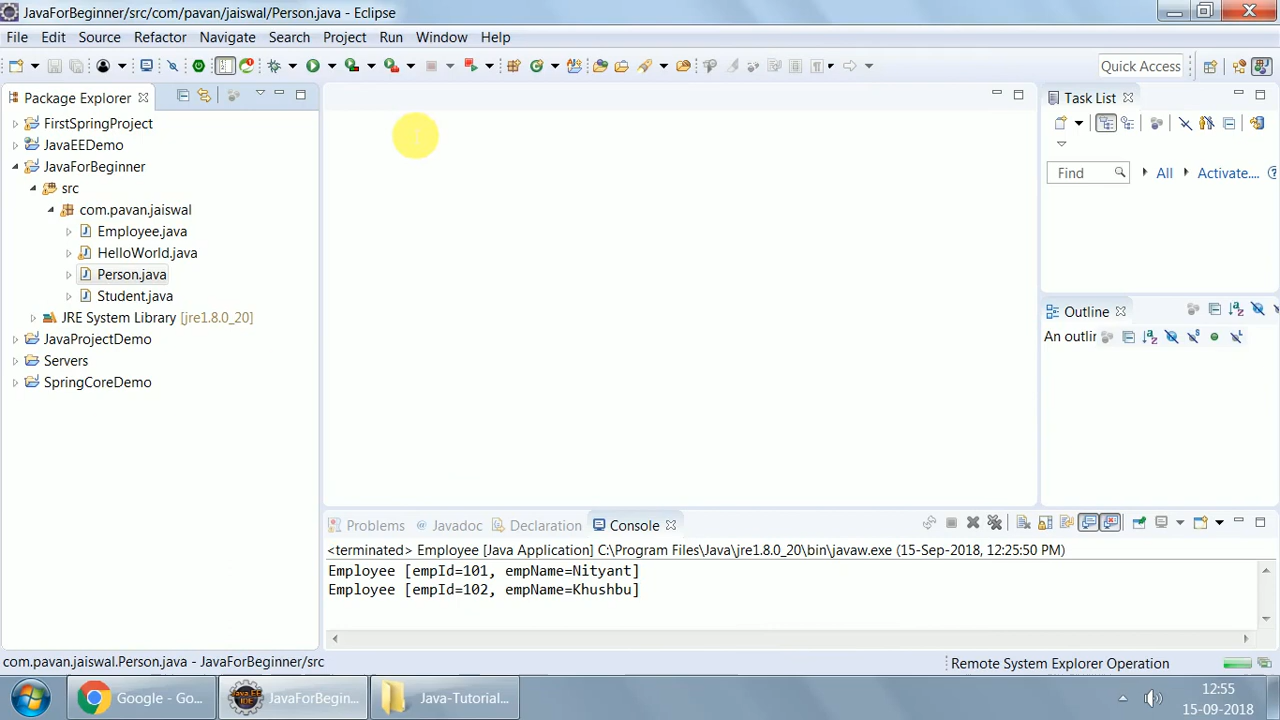 JavaForBeginner/src/com/pavan/jaiswal/Person.java - Eclipse
File Edit Source Refactor Navigate Search Project Run Window Help
Quick Access
Package Explorer
FirstSpringProject
JavaEEDemo
JavaForBeginner
src
com.pavan.jaiswal
Employee.java
HelloWorld.java
Person.java
Student.java
JRE System Library [jre1.8.0_20]
JavaProjectDemo
Servers
SpringCoreDemo
Task List
Find All Activate...
Outline
An outlir
Problems @ Javadoc Declaration Console
<terminated> Employee [Java Application] C:\Program Files\Java\jre1.8.0_20\bin\javaw.exe (15-Sep-2018, 12:25:50 PM)
Employee [empId=101, empName=Nityant]
Employee [empId=102, empName=Khushbu]
com.pavan.jaiswal.Person.java - JavaForBeginner/src
Remote System Explorer Operation
Google - Go...
Java EE
IDE
JavaForBegin...
Java-Tutorial...
12:55
15-09-2018